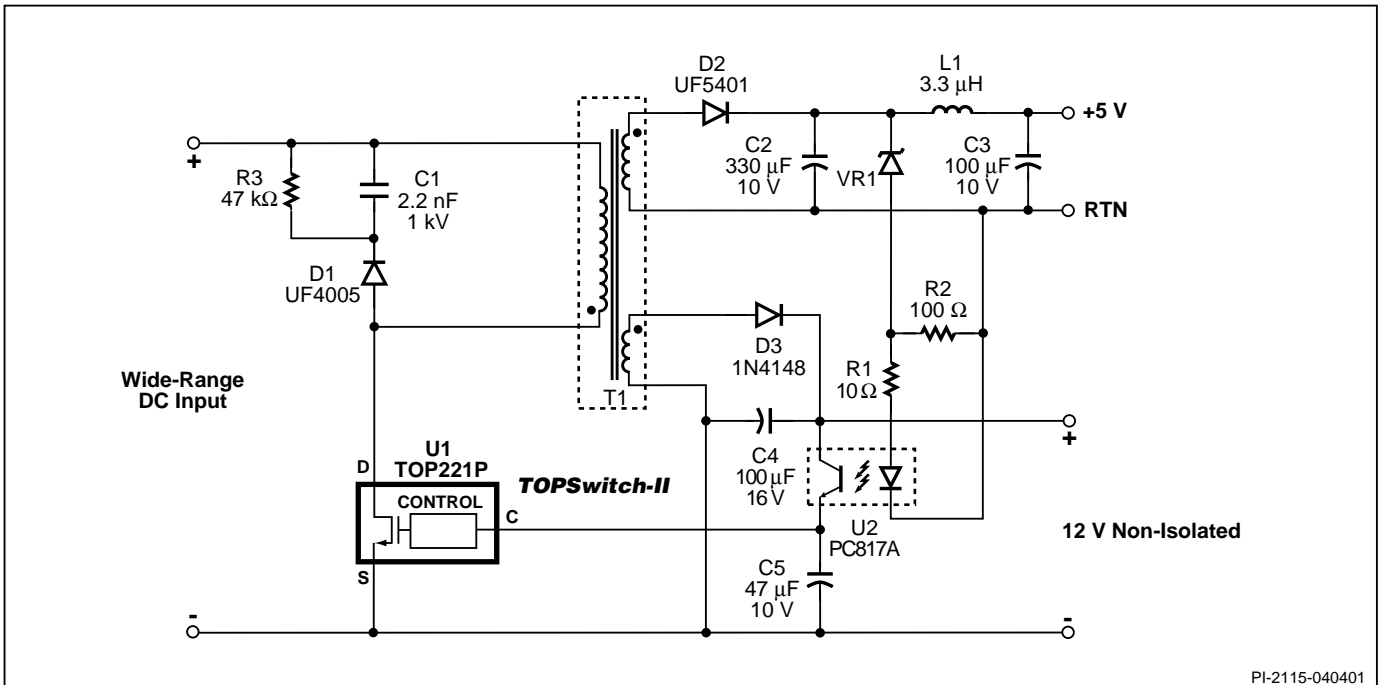 D2
UF5401
L1
3.3 µH
+5 V
+
R3
47 kΩ
C1
2.2 nF
1 kV
C2
330 µF
10 V
VR1
C3
100 µF
10 V
RTN
D1
UF4005
R2
100 Ω
D3
1N4148
R1
10 Ω
T1
Wide-Range
DC Input
+
C4
100 µF
16 V
U1
TOP221P
D
TOPSwitch-II
CONTROL
C
S
U2
PC817A
12 V Non-Isolated
C5
47 µF
10 V
-
-
PI-2115-040401